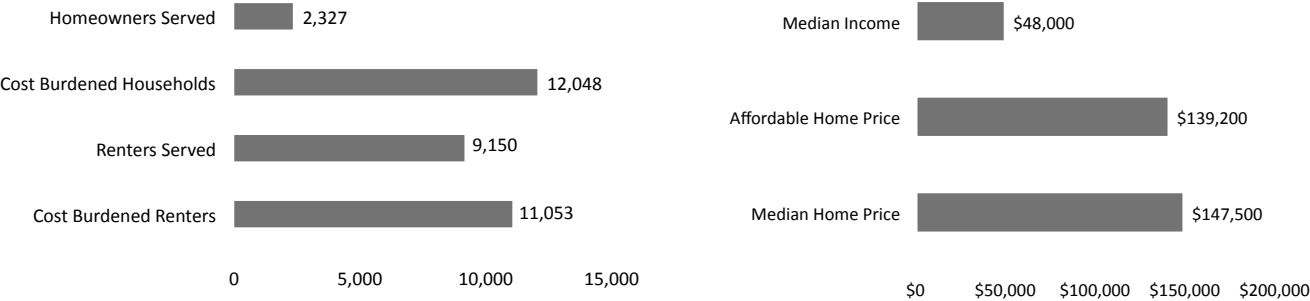 Homeowners Served 2,327
Cost Burdened Households 12,048
Renters Served 9,150
Cost Burdened Renters 11,053
0 5,000 10,000 15,000
Median Income $48,000
Affordable Home Price $139,200
Median Home Price $147,500
$0 $50,000 $100,000 $150,000 $200,000